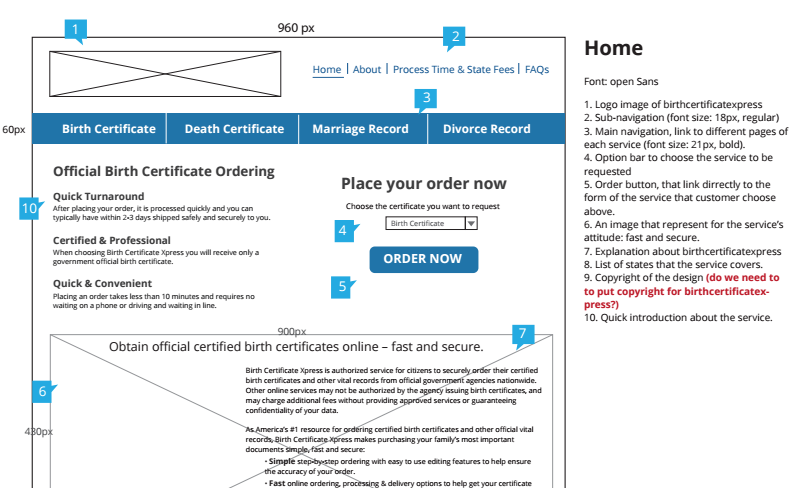 1
960 px
2
Home | About | Process Time & State Fees | FAQs
3
60px
Birth Certificate
Death Certificate
Marriage Record
Divorce Record
Official Birth Certificate Ordering
Quick Turnaround
10
After placing your order, it is processed quickly and you can
typically have within 2-3 days shipped safely and securely to you.
Certified & Professional
When choosing Birth Certificate Xpress you will receive only a
government official birth certificate.
Quick & Convenient
Placing an order takes less than 10 minutes and requires no
waiting on a phone or driving and waiting in line.
Place your order now
Choose the certificate you want to request
4
Birth Certificate
ORDER NOW
5
900px
7
Obtain official certified birth certificates online – fast and secure.
6
430px
Birth Certificate Xpress is authorized service for citizens to securely order their certified
birth certificates and other vital records from official government agencies nationwide.
Other online services may not be authorized by the agency issuing birth certificates, and
may charge additional fees without providing approved services or guaranteeing
confidentiality of your data.
As America's #1 resource for ordering certified birth certificates and other official vital
records, Birth Certificate Xpress makes purchasing your family's most important
documents simple, fast and secure:
• Simple step-by-step ordering with easy to use editing features to help ensure
the accuracy of your order.
• Fast online ordering, processing & delivery options to help get your certificate
Home
Font: open Sans
1. Logo image of birthcertificatexpress
2. Sub-navigation (font size: 18px, regular)
3. Main navigation, link to different pages of
each service (font size: 21px, bold).
4. Option bar to choose the service to be
requested
5. Order button, that link dirrectly to the
form of the service that customer choose
above.
6. An image that represent for the service's
attitude: fast and secure.
7. Explanation about birthcertificatexpress
8. List of states that the service covers.
9. Copyright of the design (do we need to
to put copyright for birthcertificatex-
press?)
10. Quick introduction about the service.